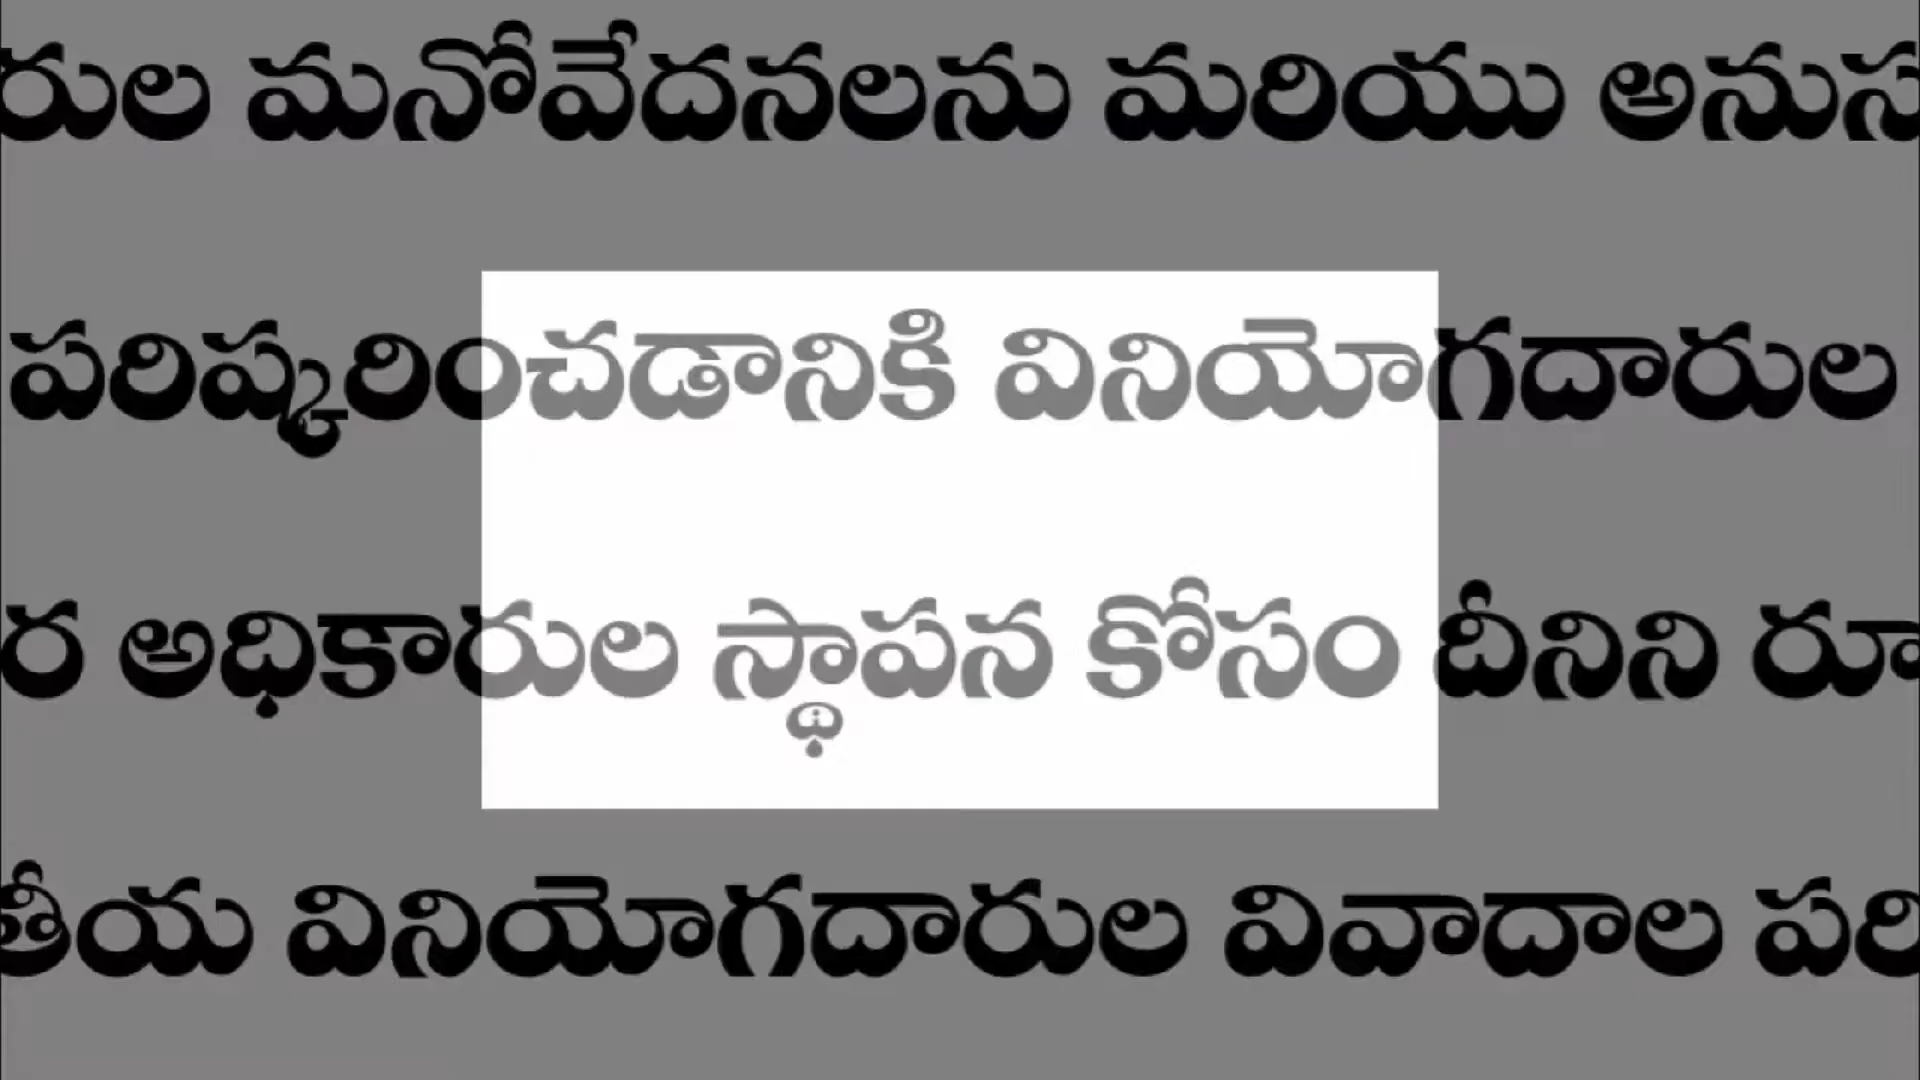 రుల మనోవేదనలను మరియు అనుస
పరిష్కరించడానికి వినియోగదారుల
ర అధికారుల స్థాపన కోసం దీనిని రూ
తీయ వినియోగదారుల వివాదాల పరి